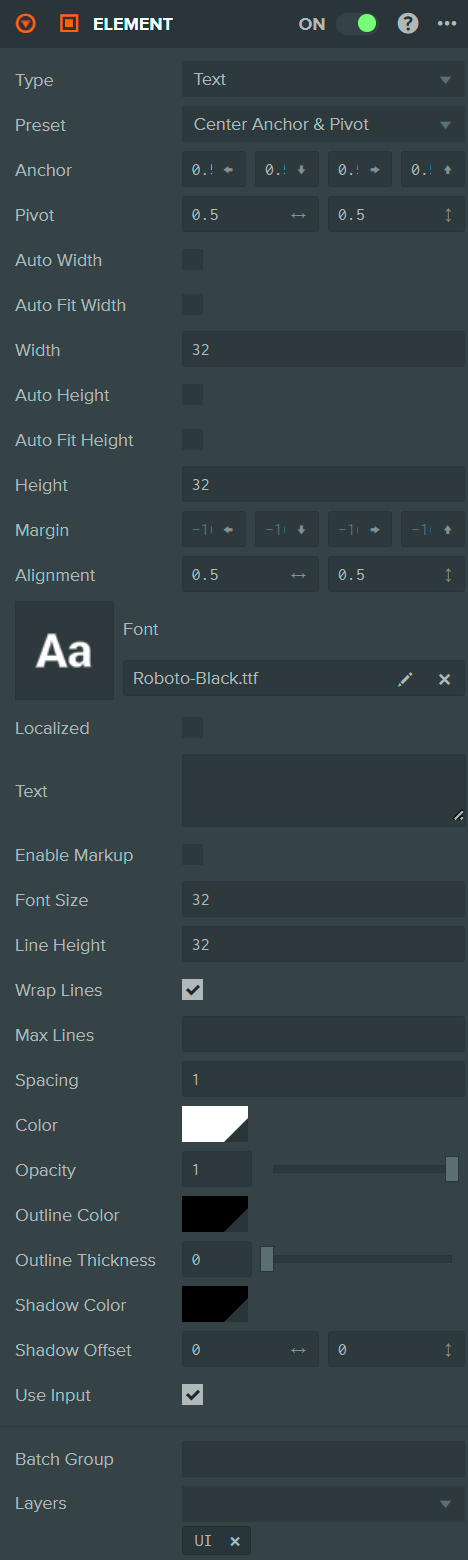 ELEMENT ON ?
Type Text
Preset Center Anchor & Pivot
Anchor
Pivot 0.5 0.5
Auto Width
Auto Fit Width
Width 32
Auto Height
Auto Fit Height
Height 32
Margin
Alignment 0.5 0.5
Aa Font
Roboto-Black.ttf
Localized
Text
Enable Markup
Font Size 32
Line Height 32
Wrap Lines
Max Lines
Spacing 1
Color
Opacity 1
Outline Color
Outline Thickness 0
Shadow Color
Shadow Offset 0 0
Use Input
Batch Group
Layers
UI